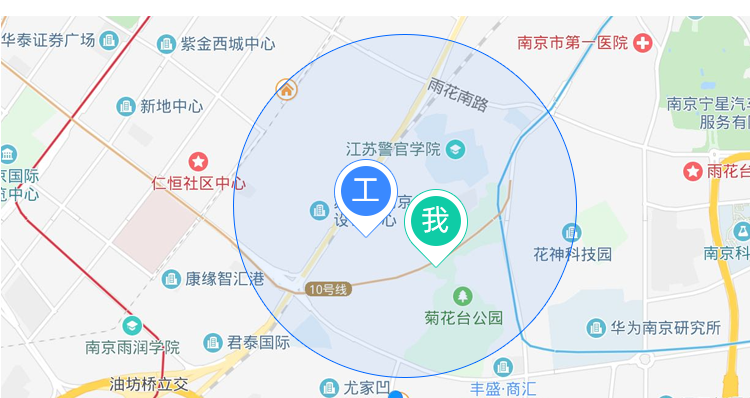 华泰证券广场
紫金西城中心
南京市第一医院
新地中心
雨花南路
南京宁星汽车
服务有限
江苏警官学院
京国际
览中心
仁恒社区中心
雨花台
工
我
京
设
心
花神科技园
南京科
康缘智汇港
10号线
菊花台公园
南京雨润学院
君泰国际
华为南京研究所
油坊桥立交
尤家凹
丰盛·商汇